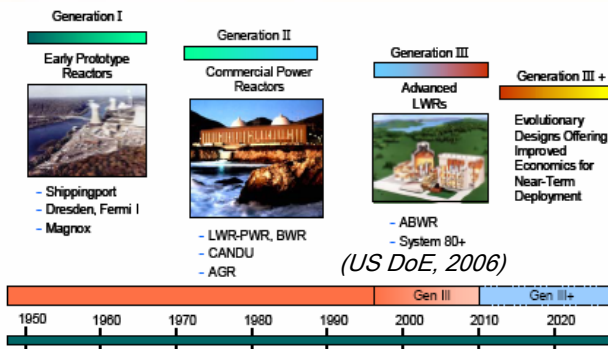 Generation I
Early Prototype
Reactors
- Shippingport
- Dresden, Fermi I
- Magnox
Generation II
Commercial Power
Reactors
- LWR-PWR, BWR
- CANDU
- AGR
Generation III
Advanced
LWRs
- ABWR
- System 80+
Generation III +
Evolutionary
Designs Offering
Improved
Economics for
Near-Term
Deployment
(US DoE, 2006)
Gen III
Gen III+
1950 1960 1970 1980 1990 2000 2010 2020